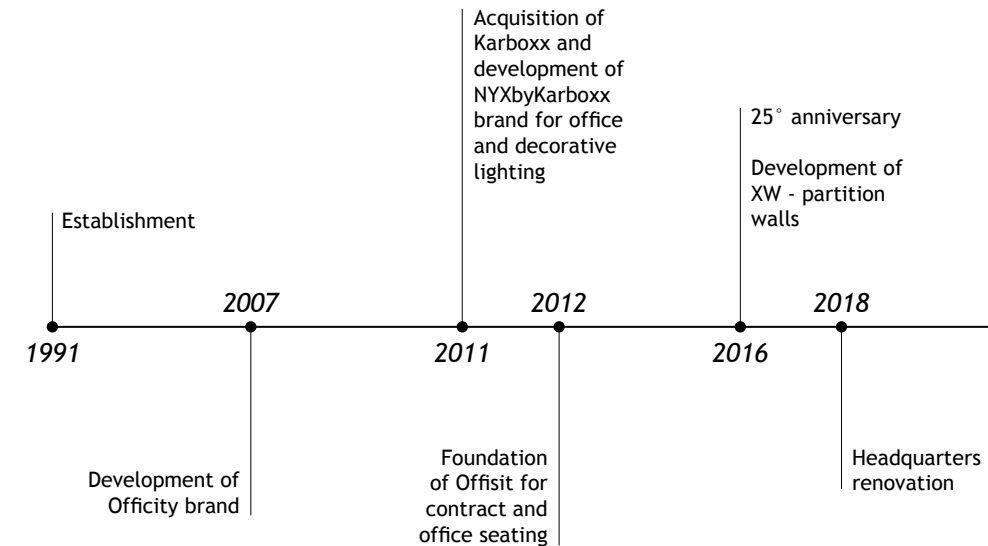 Acquisition of
Karboxx and
development of
NYXbyKarboxx
brand for office
and decorative
lighting
25° anniversary
Development of
XW - partition
walls
Establishment
2007
2012
2018
1991
2011
2016
Development of
Officity brand
Foundation
of Offisit for
contract and
office seating
Headquarters
renovation